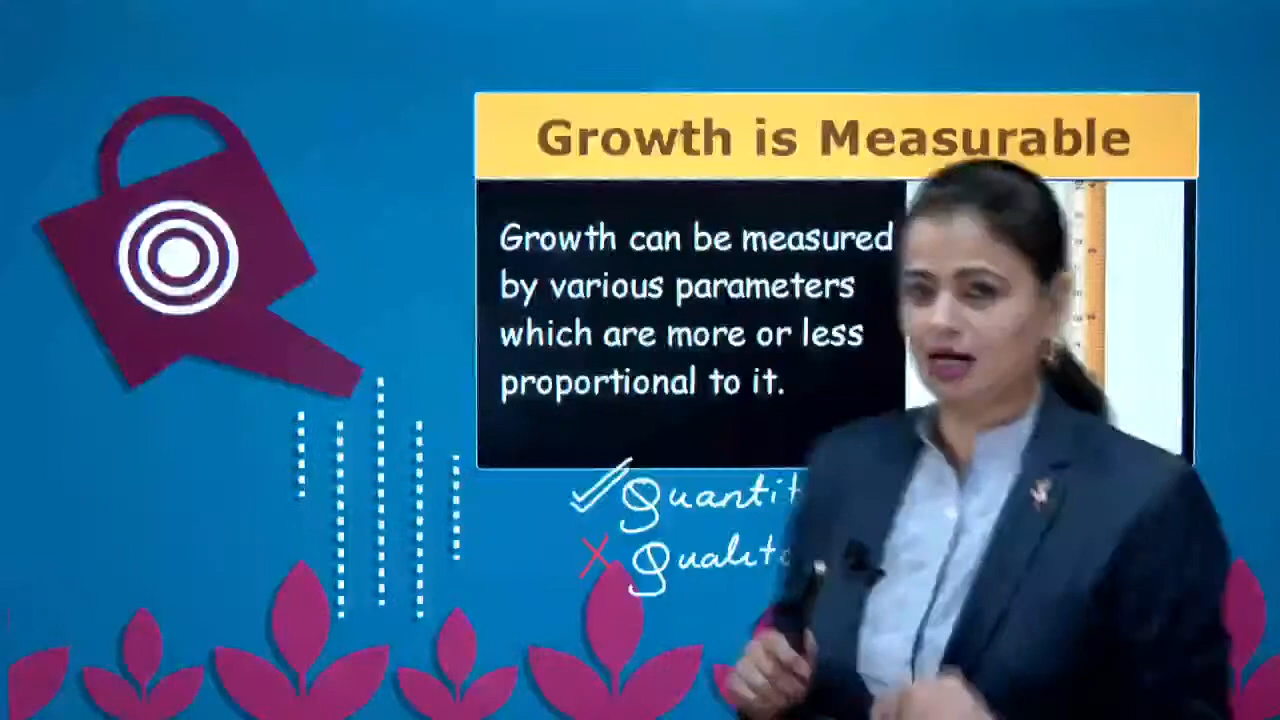 Growth is Measurable
Growth can be measured
by various parameters
which are more or less
proportional to it.